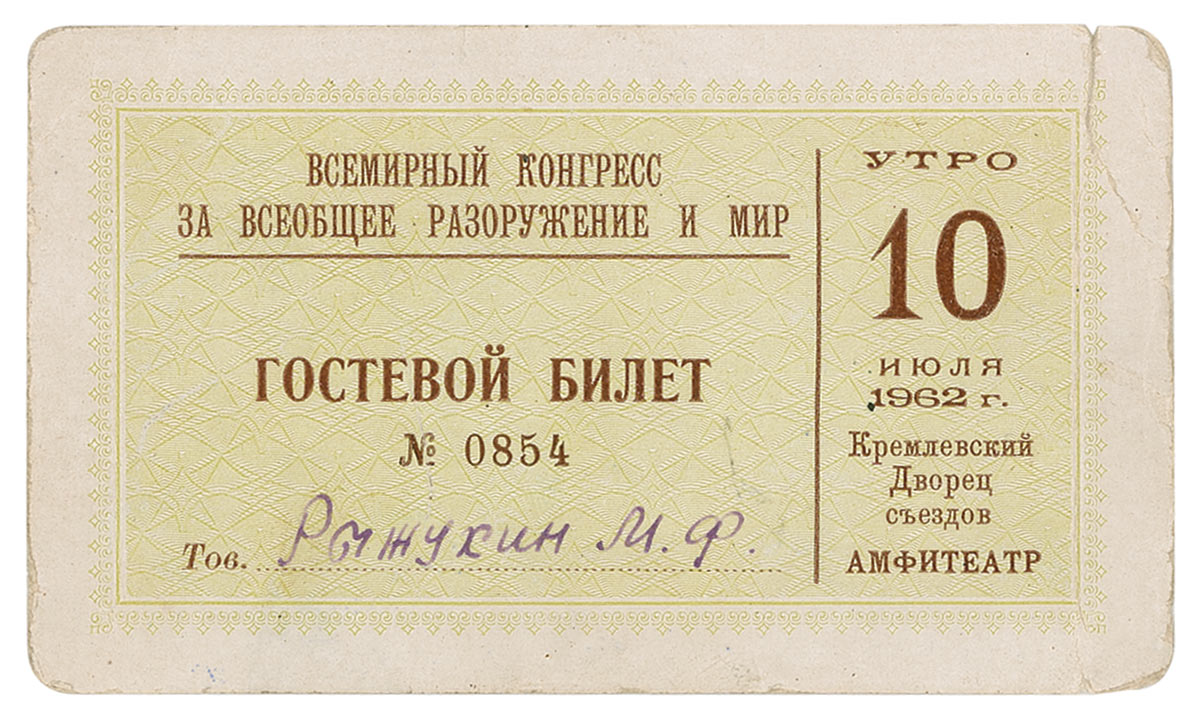 ВСЕМИРНЫЙ КОНГРЕСС
ЗА ВСЕОБЩЕЕ РАЗОРУЖЕНИЕ И МИР
ГОСТЕВОЙ БИЛЕТ
№ 0854
Тов. Рыжукин М. Ф.
УТРО
10
ИЮЛЯ
1962 г.
Кремлевский
Дворец
съездов
АМФИТЕАТР